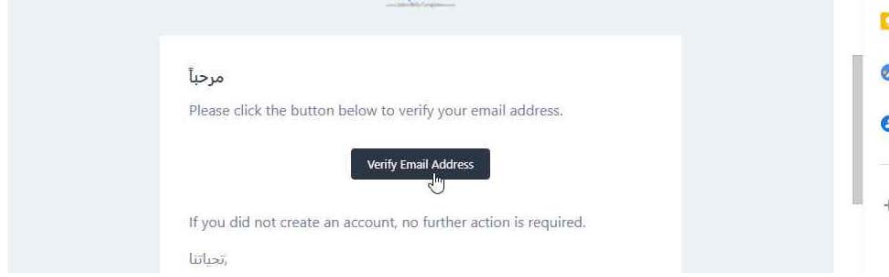 مرحباً
Please click the button below to verify your email address.
Verify Email Address
If you did not create an account, no further action is required.
تحياتنا,